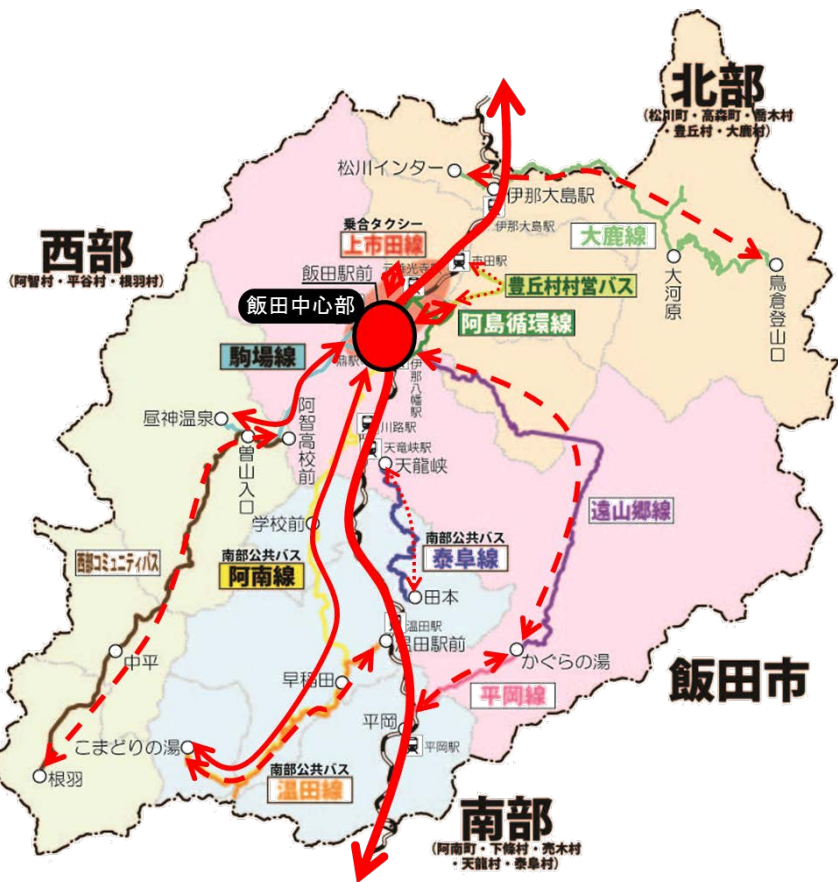 北部
(松川町・高森町・喬木村
・豊丘村・大鹿村)
松川インター
伊那大島駅
伊那大島駅
乗合タクシー
上市田線
大鹿線
西部
(阿智村・平谷村・根羽村)
市田駅
飯田駅前
大河原
鳥倉登山口
豊丘村村営バス
飯田中心部
阿島循環線
駒場線
伊那八幡駅
昼神温泉
阿智高校前
曽山入口
川路駅
天竜峡駅
天龍峡
学校前
遠山郷線
南部公共バス
泰阜線
西部コミュニティバス
南部公共バス
阿南線
田本
温田駅
温田駅前
かぐらの湯
中平
早稲田
飯田市
平岡線
平岡
こまどりの湯
平岡駅
根羽
南部公共バス
温田線
南部
(阿南町・下條村・売木村
・天龍村・泰阜村)